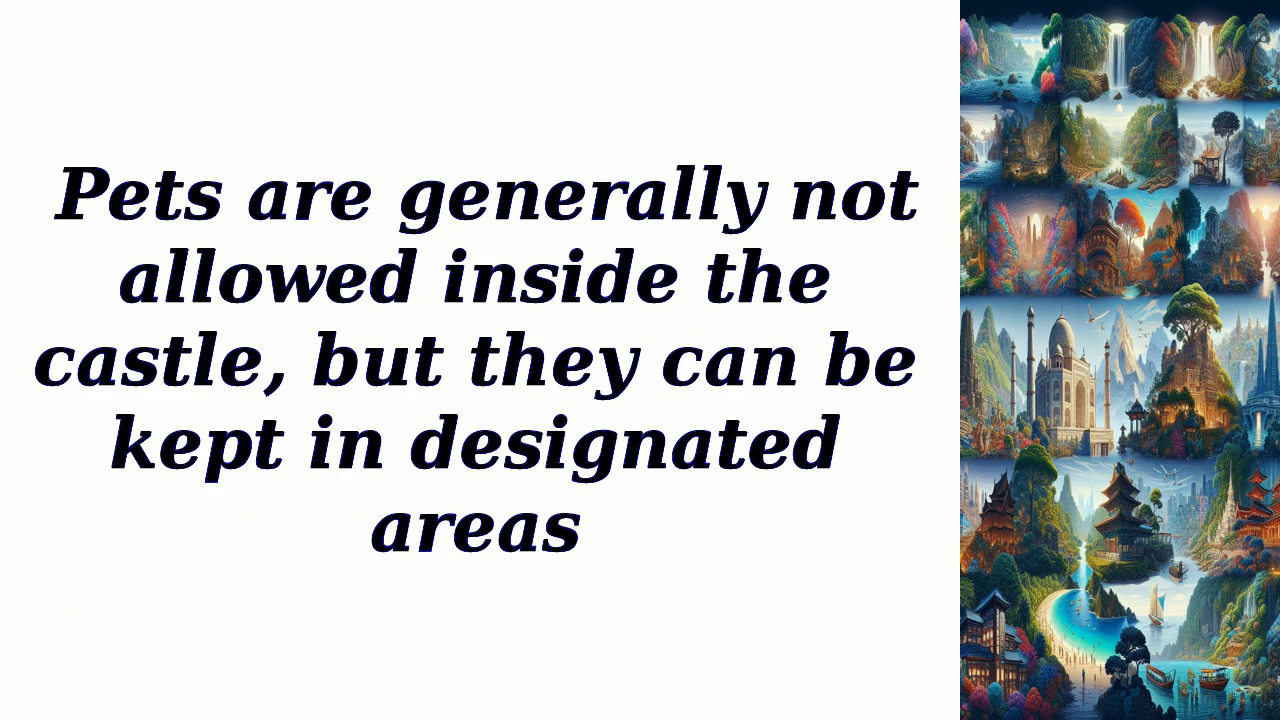 Pets are generally not
allowed inside the
castle, but they can be
kept in designated
areas